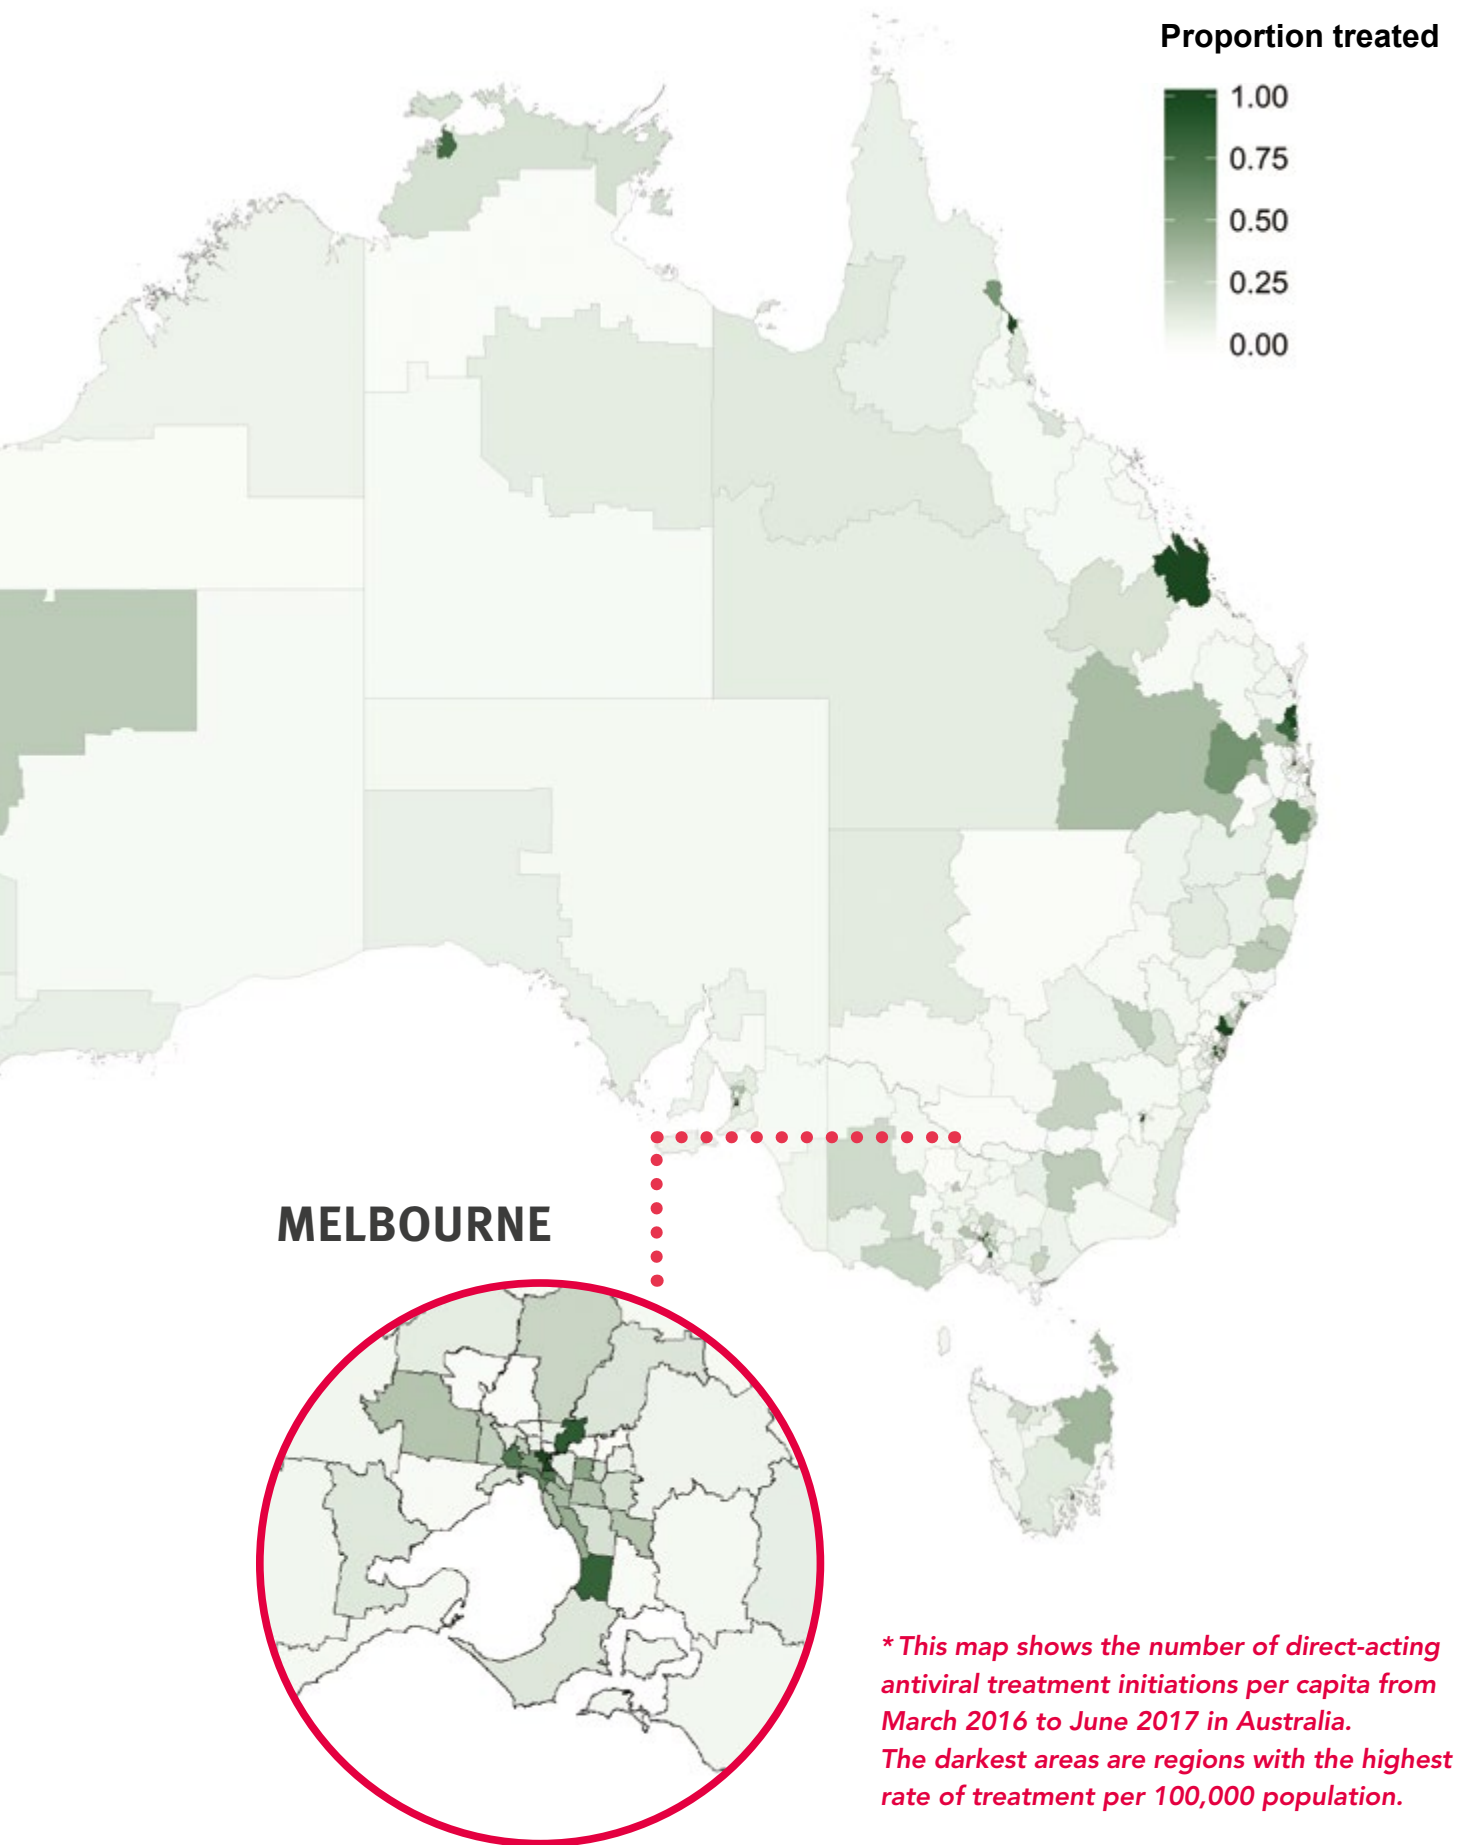 Proportion treated
1.00
0.75
0.50
0.25
0.00
MELBOURNE
* This map shows the number of direct-acting
antiviral treatment initiations per capita from
March 2016 to June 2017 in Australia.
The darkest areas are regions with the highest
rate of treatment per 100,000 population.